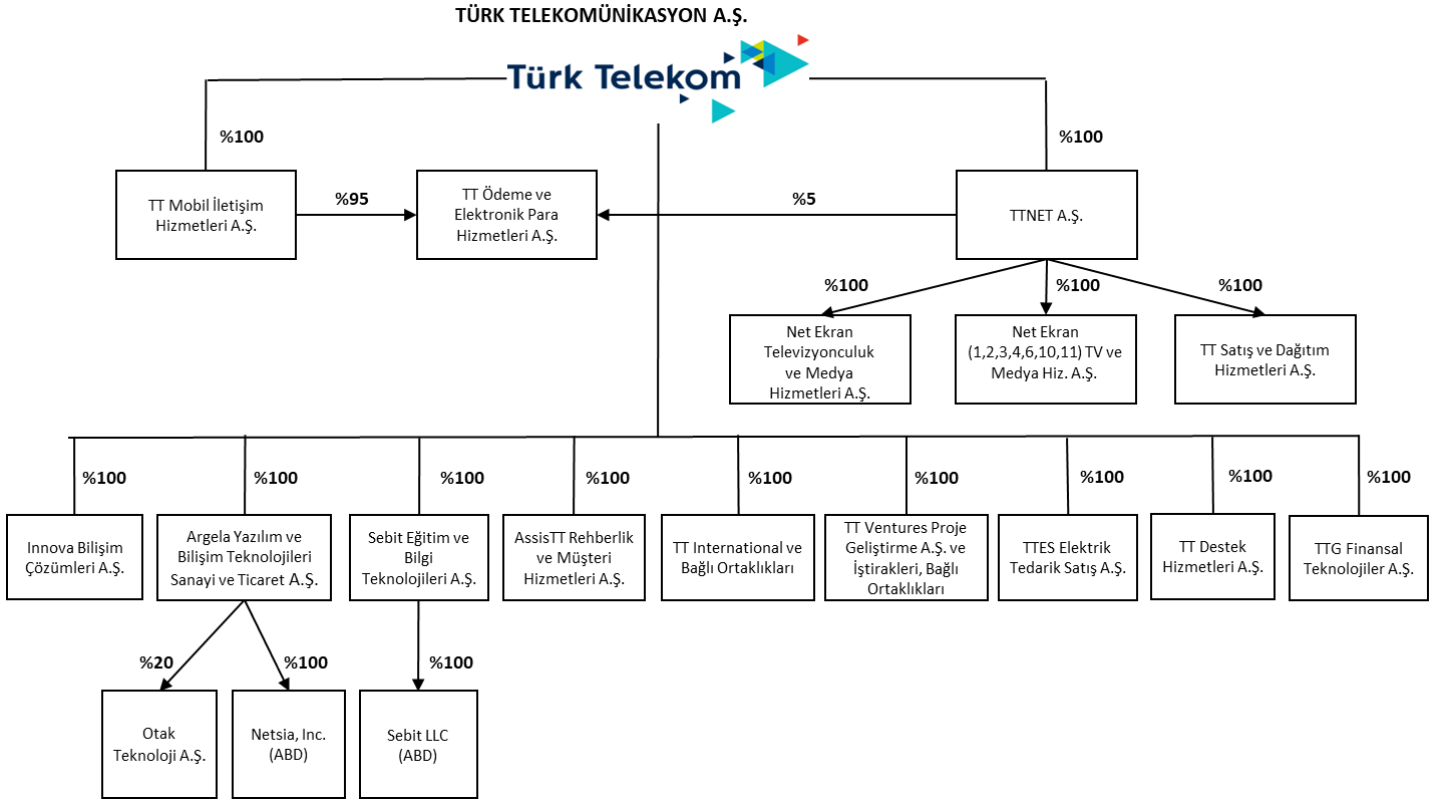 TÜRK TELEKOMÜNİKASYON A.Ş.
Türk Telekom
%100
%100
TT Mobil İletişim
Hizmetleri A.Ş.
%95
TT Ödeme ve
Elektronik Para
Hizmetleri A.Ş.
%5
TTNET A.Ş.
%100
%100
%100
Net Ekran
Televizyonculuk
ve Medya
Hizmetleri A.Ş.
Net Ekran
(1,2,3,4,6,10,11) TV ve
Medya Hiz. A.Ş.
TT Satış ve Dağıtım
Hizmetleri A.Ş.
%100
%100
%100
%100
%100
%100
%100
%100
%100
Innova Bilişim
Çözümleri A.Ş.
Argela Yazılım ve
Bilişim Teknolojileri
Sanayi ve Ticaret A.Ş.
Sebit Eğitim ve
Bilgi
Teknolojileri A.Ş.
AssisTT Rehberlik
ve Müşteri
Hizmetleri A.Ş.
TT International ve
Bağlı Ortaklıkları
TT Ventures Proje
Geliştirme A.Ş. ve
İştirakleri, Bağlı
Ortaklıkları
TTES Elektrik
Tedarik Satış A.Ş.
TT Destek
Hizmetleri A.Ş.
TTG Finansal
Teknolojiler A.Ş.
%20
%100
%100
Otak
Teknoloji A.Ş.
Netsia, Inc.
(ABD)
Sebit LLC
(ABD)